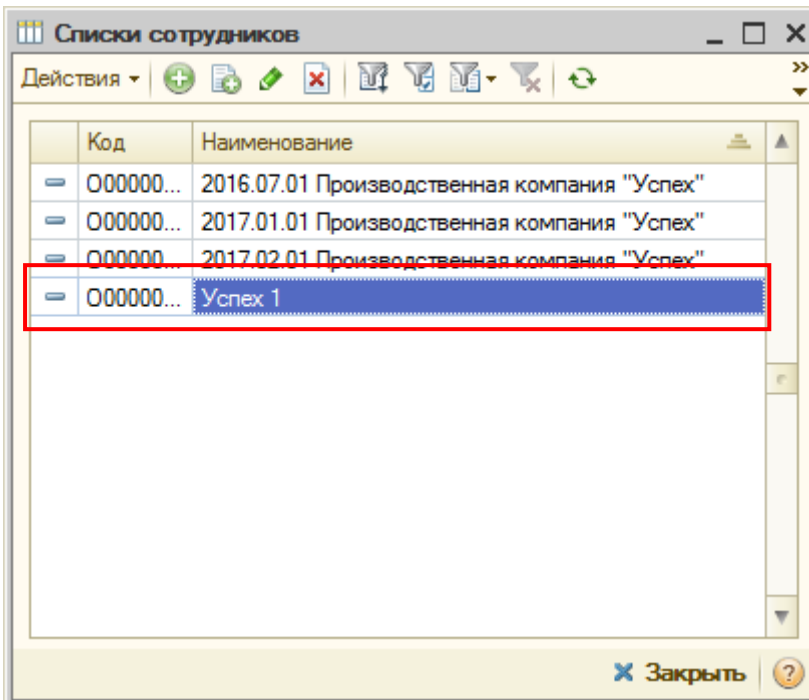 Списки сотрудников
Действия
Код Наименование
О00000... 2016.07.01 Производственная компания "Успех"
О00000... 2017.01.01 Производственная компания "Успех"
О00000... 2017.02.01 Производственная компания "Успех"
О00000... Успех 1
Закрыть